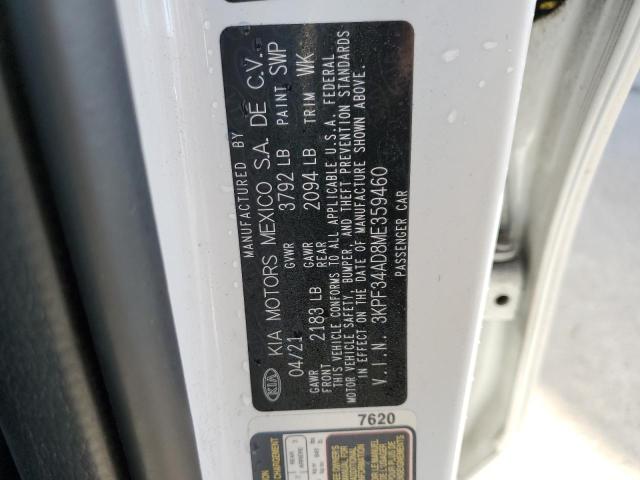 MANUFACTURED BY
KIA KIA MOTORS MEXICO S.A. DE C.V.
04/21 GVWR 3792 LB PAINT SWP
GAWR FRONT 2183 LB GAWR REAR 2094 LB TRIM WK
THIS VEHICLE CONFORMS TO ALL APPLICABLE U.S.A. FEDERAL
MOTOR VEHICLE SAFETY, BUMPER, AND THEFT PREVENTION STANDARDS
IN EFFECT ON THE DATE OF MANUFACTURE SHOWN ABOVE.
V.I.N. 3KPF34AD8ME359460
PASSENGER CAR
7620